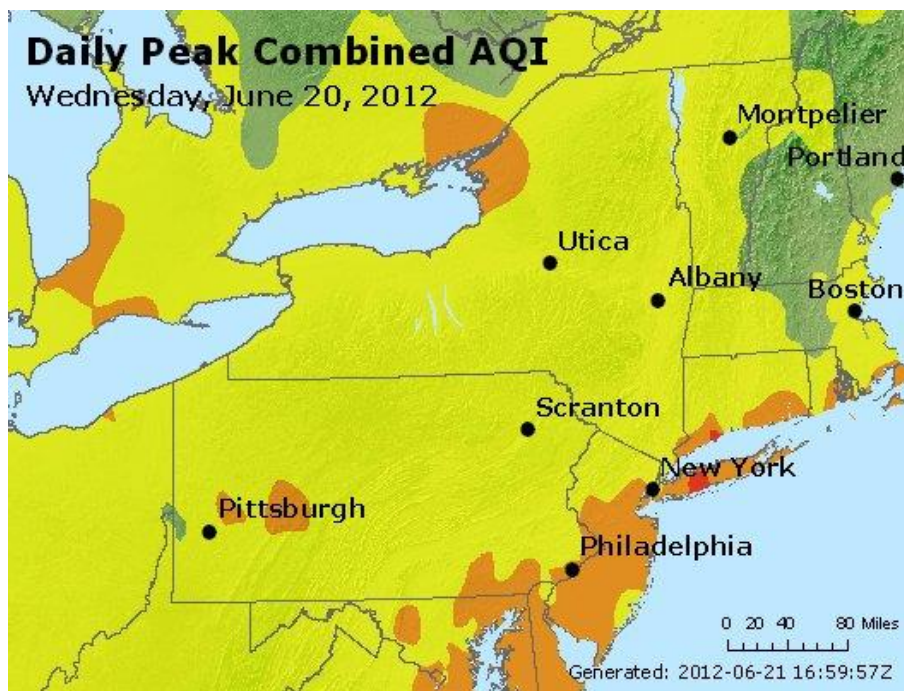 Daily Peak Combined AQI
Wednesday, June 20, 2012
Montpelier
Portland
Utica
Albany
Boston
Scranton
New York
Pittsburgh
Philadelphia
0 20 40 80 Miles
Generated: 2012-06-21 16:59:57Z